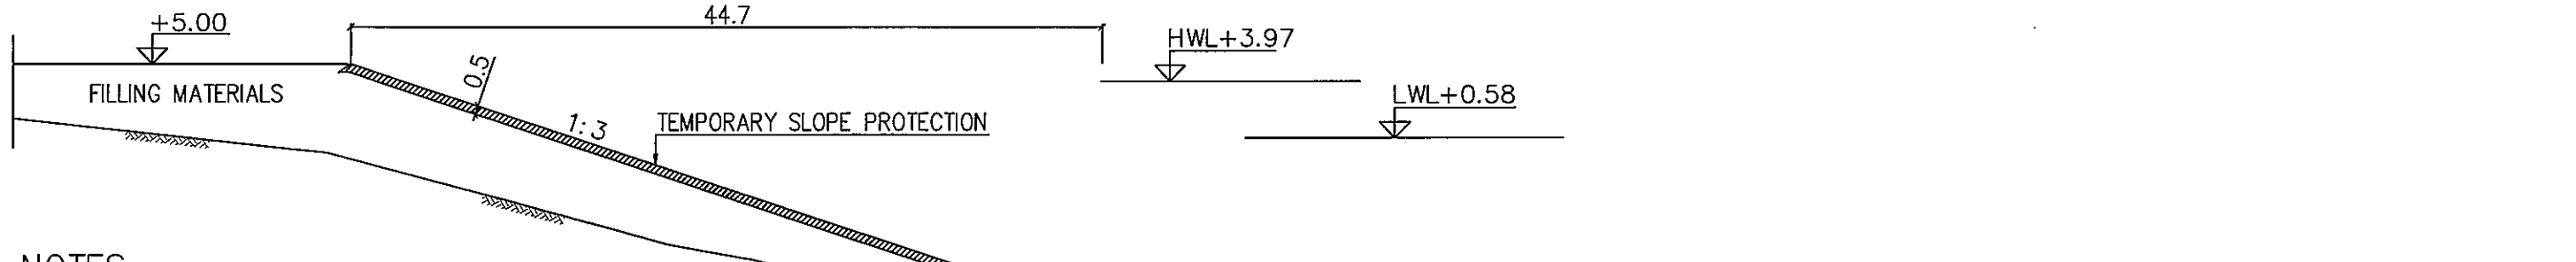 44.7
+5.00
HWL+3.97
0.5
FILLING MATERIALS
LWL+0.58
1:3
TEMPORARY SLOPE PROTECTION
NOTES